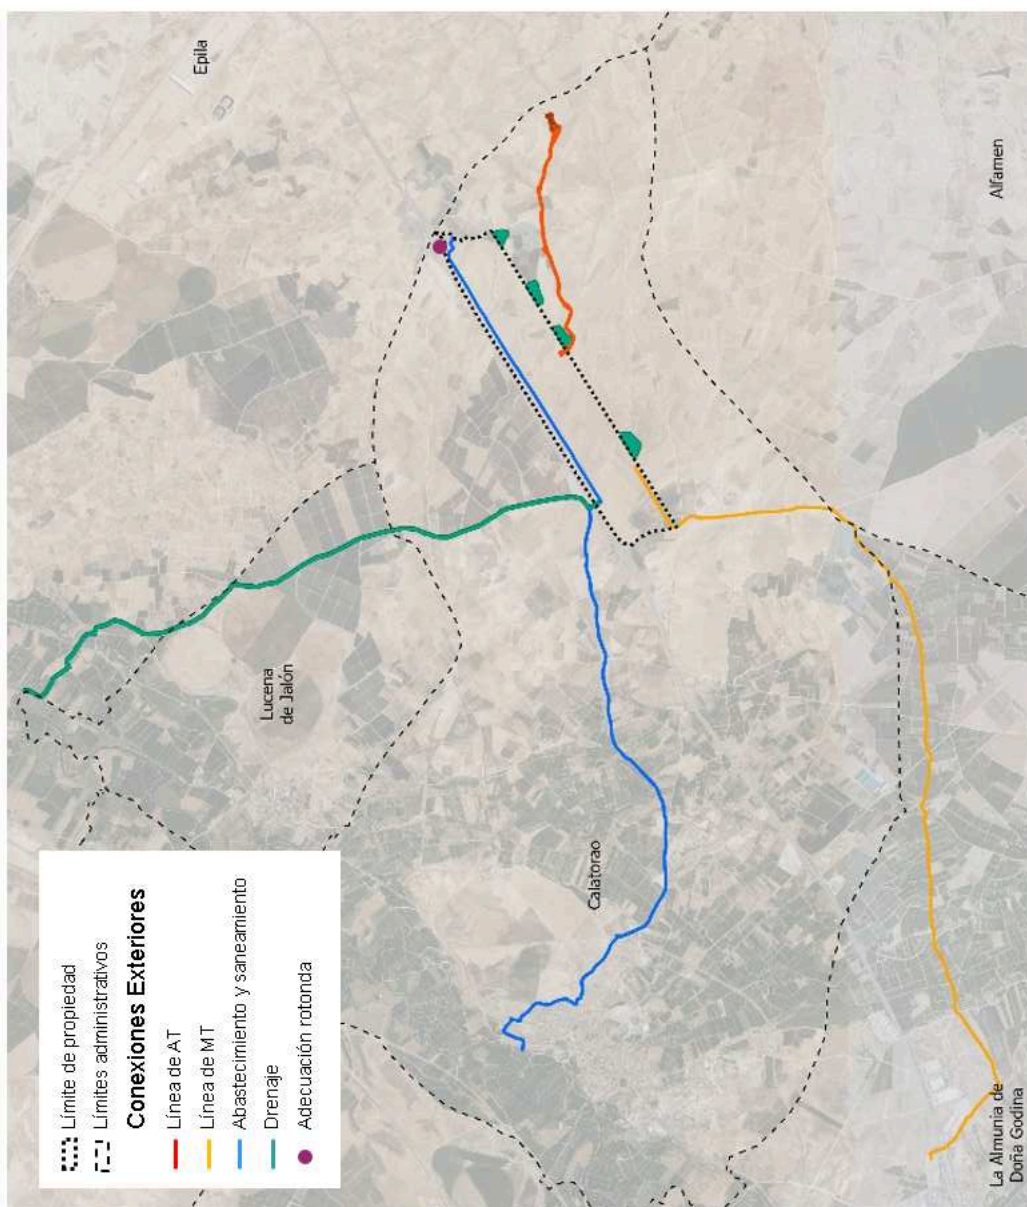 Límite de propiedad
Límites administrativos
Conexiones Exteriores
Línea de AT
Línea de MT
Abastecimiento y saneamiento
Drenaje
Adecuación rotonda
Epila
Lucena
de Jalón
Calatorao
Alfamen
La Almunia de
Doña Godina